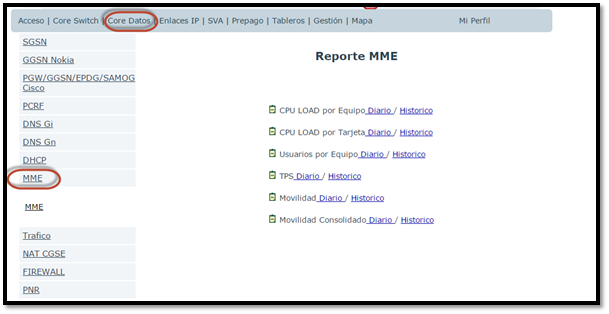 Acceso | Core Switch | Core Datos | Enlaces IP | SVA | Prepago | Tableros | Gestión | Mapa Mi Perfil
SGSN
GGSN Nokia
PGW/GGSN/EPDG/SAMOG
Cisco
PCRF
DNS Gi
DNS Gn
DHCP
MME
MME
Trafico
NAT CGSE
FIREWALL
PNR
Reporte MME
CPU LOAD por Equipo Diario / Historico
CPU LOAD por Tarjeta Diario / Historico
Usuarios por Equipo Diario / Historico
TPS Diario / Historico
Movilidad Diario / Historico
Movilidad Consolidado Diario / Historico